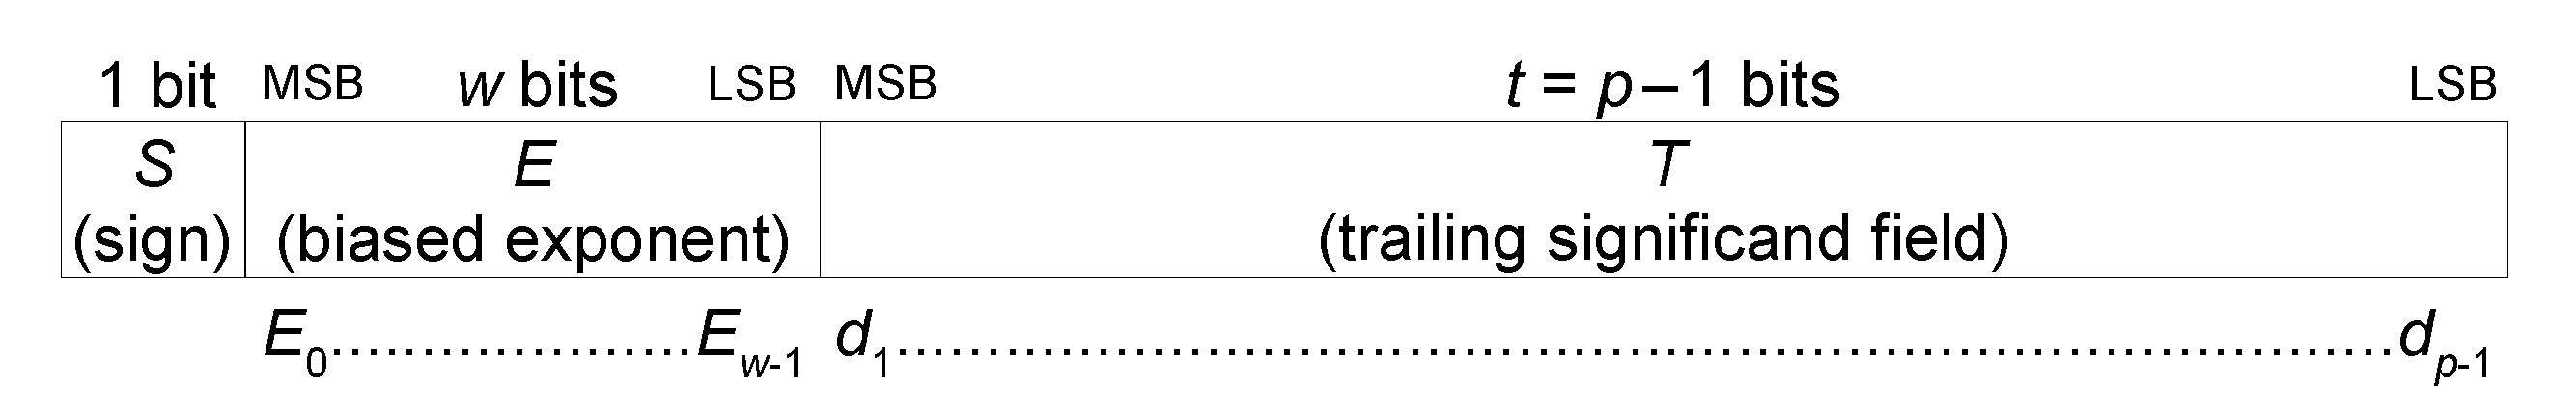 1 bit MSB w bits LSB MSB t = p – 1 bits LSB
S E T
(sign) (biased exponent) (trailing significand field)
E0....................Ew-1 d1...................................................................................dp-1